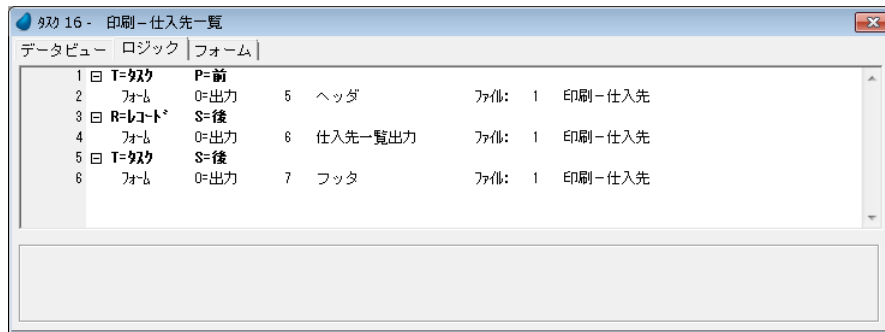 ﾀｽｸ 16 - 印刷－仕入先一覧
データビュー ロジック フォーム
1 T=ﾀｽｸ P=前
2 ﾌｫｰﾑ O=出力 5 ヘッダ ﾌｧｲﾙ: 1 印刷－仕入先
3 R=ﾚｺｰﾄﾞ S=後
4 ﾌｫｰﾑ O=出力 6 仕入先一覧出力 ﾌｧｲﾙ: 1 印刷－仕入先
5 T=ﾀｽｸ S=後
6 ﾌｫｰﾑ O=出力 7 フッタ ﾌｧｲﾙ: 1 印刷－仕入先